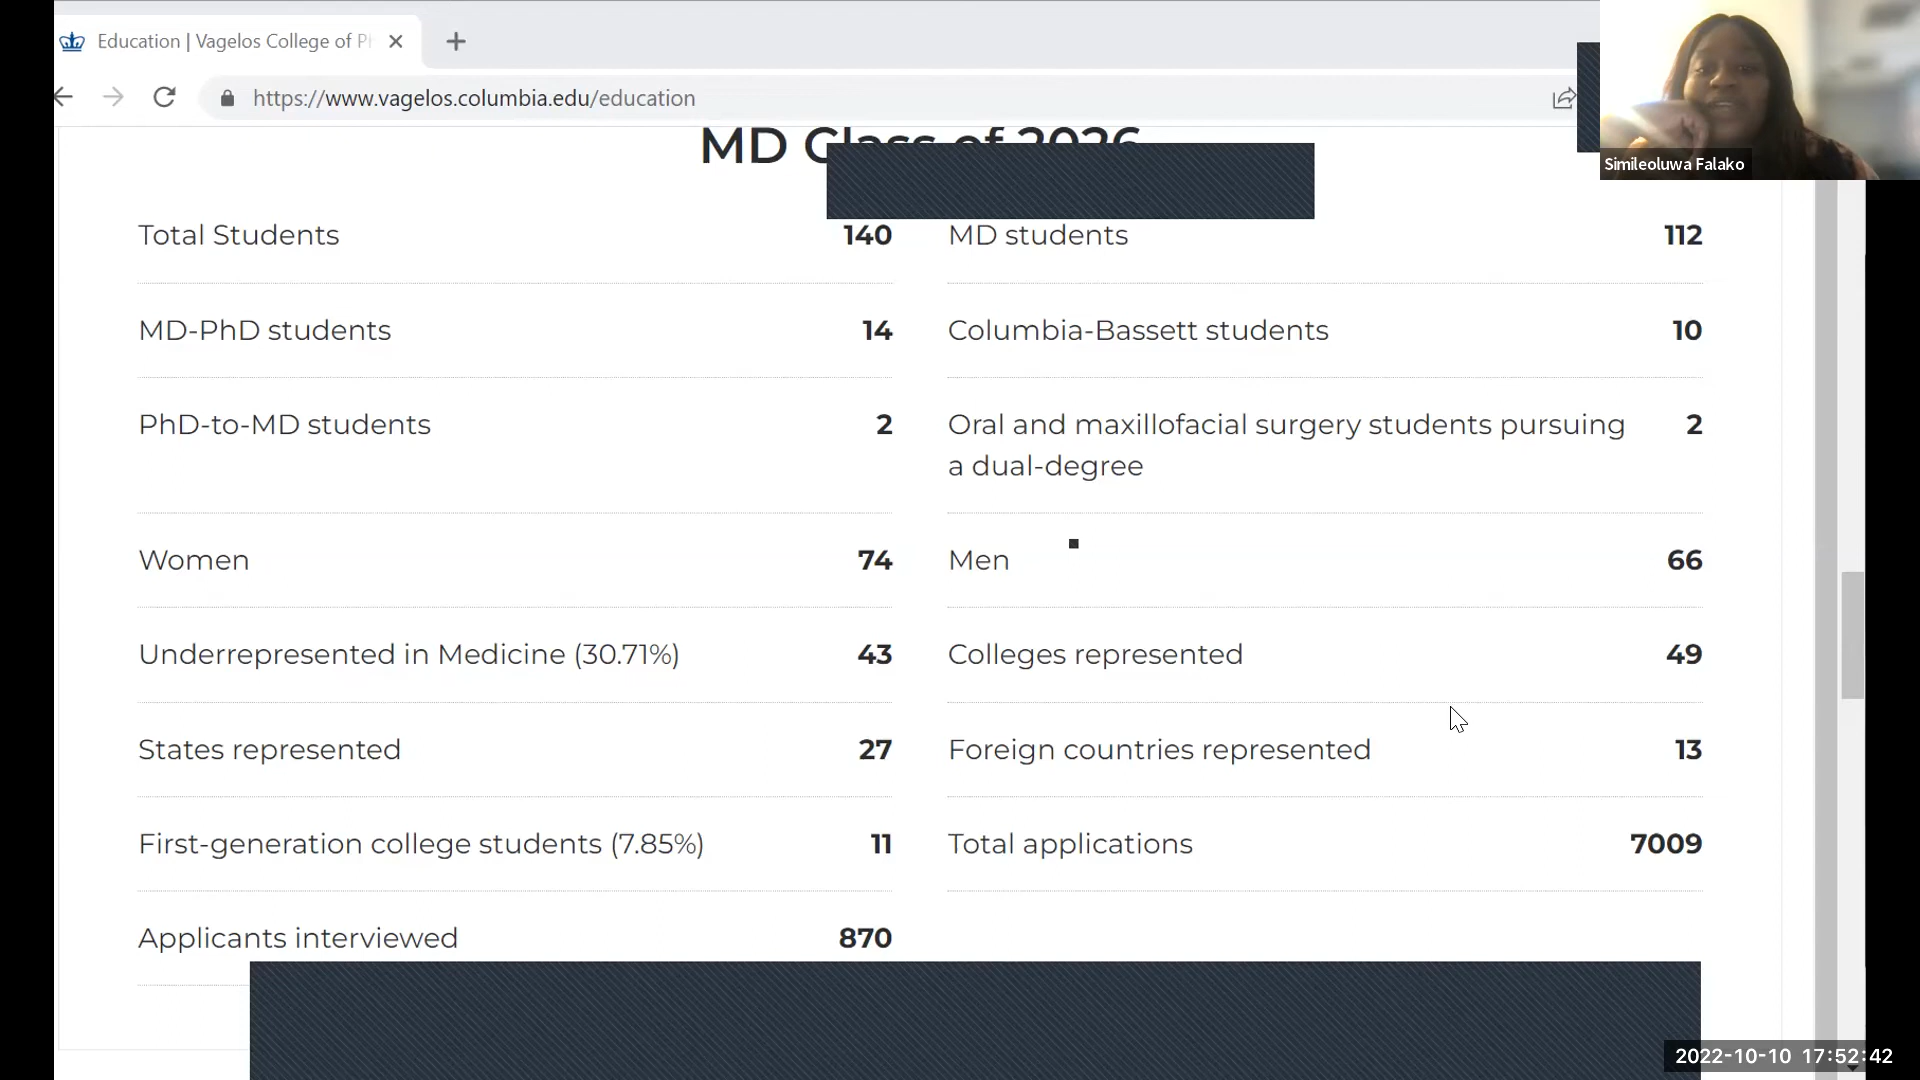 Education | Vagelos College of P
https://www.vagelos.columbia.edu/education
Simileoluwa Falako
MD Class of 2026
Total Students 140
MD students 112
MD-PhD students 14
Columbia-Bassett students 10
PhD-to-MD students 2
Oral and maxillofacial surgery students pursuing 2
a dual-degree
Women 74
Men 66
Underrepresented in Medicine (30.71%) 43
Colleges represented 49
States represented 27
Foreign countries represented 13
First-generation college students (7.85%) 11
Total applications 7009
Applicants interviewed 870
2022-10-10 17:52:42